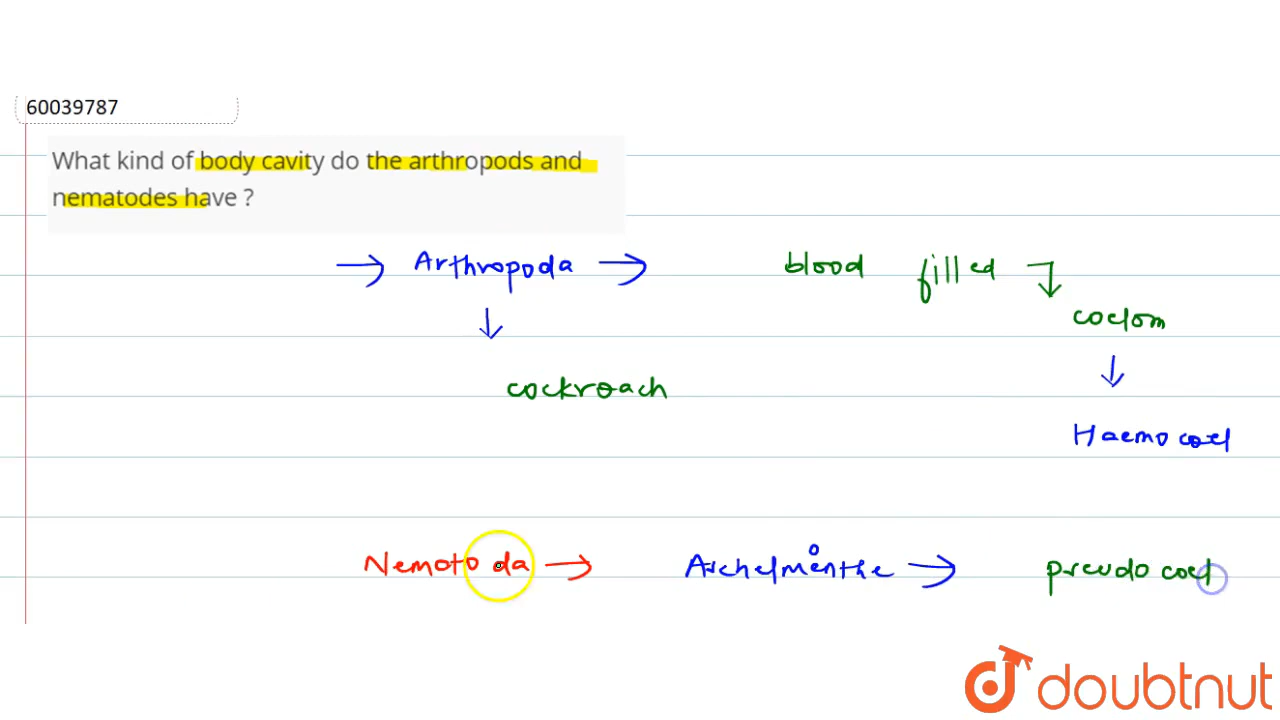 60039787
What kind of body cavity do the arthropods and
nematodes have ?
→ Arthropoda → blood filled
↓ coelom
cockroach ↓
Haemocoel
Nemotoda → → pseudocoel
doubtnut